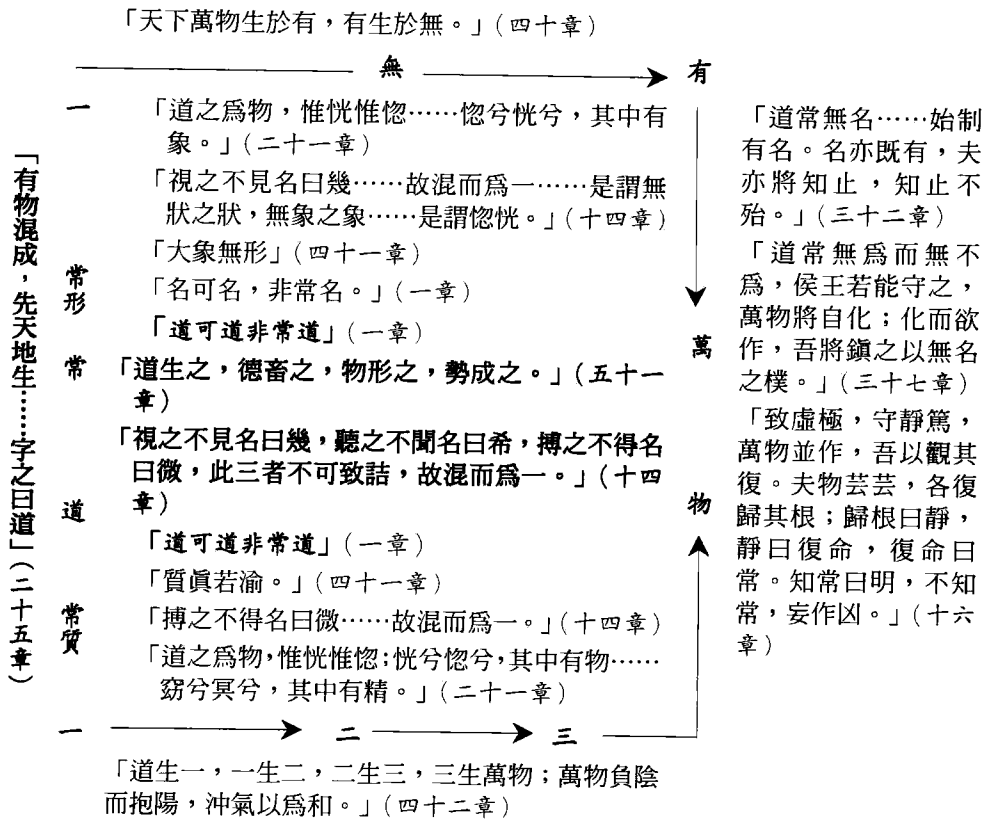 「天下萬物生於有，有生於無。」（四十章）
無
有
一
「有物混成，先天地生……字之曰道」（二十五章）
「道之爲物，惟恍惟惚……惚兮恍兮，其中有
象。」（二十一章）
「視之不見名曰幾……故混而爲一……是謂無
狀之狀，無象之象……是謂惚恍。」（十四章）
「大象無形」（四十一章）
常形
「名可名，非常名。」（一章）
「道可道非常道」（一章）
常道
「道生之，德畜之，物形之，勢成之。」（五十一
章）
「視之不見名曰幾，聽之不聞名曰希，搏之不得名
曰微，此三者不可致詰，故混而爲一。」（十四
章）
「道可道非常道」（一章）
「質眞若渝。」（四十一章）
常質
「搏之不得名曰微……故混而爲一。」（十四章）
「道之爲物，惟恍惟惚；恍兮惚兮，其中有物……
窈兮冥兮，其中有精。」（二十一章）
萬物
「道常無名……始制
有名。名亦既有，夫
亦將知止，知止不
殆。」（三十二章）
「道常無爲而無不
爲，侯王若能守之，
萬物將自化；化而欲
作，吾將鎭之以無名
之樸。」（三十七章）
「致虛極，守靜篤，
萬物並作，吾以觀其
復。夫物芸芸，各復
歸其根；歸根曰靜，
靜曰復命，復命曰
常。知常曰明，不知
常，妄作凶。」（十六
章）
一
二
三
「道生一，一生二，二生三，三生萬物；萬物負陰
而抱陽，沖氣以爲和。」（四十二章）